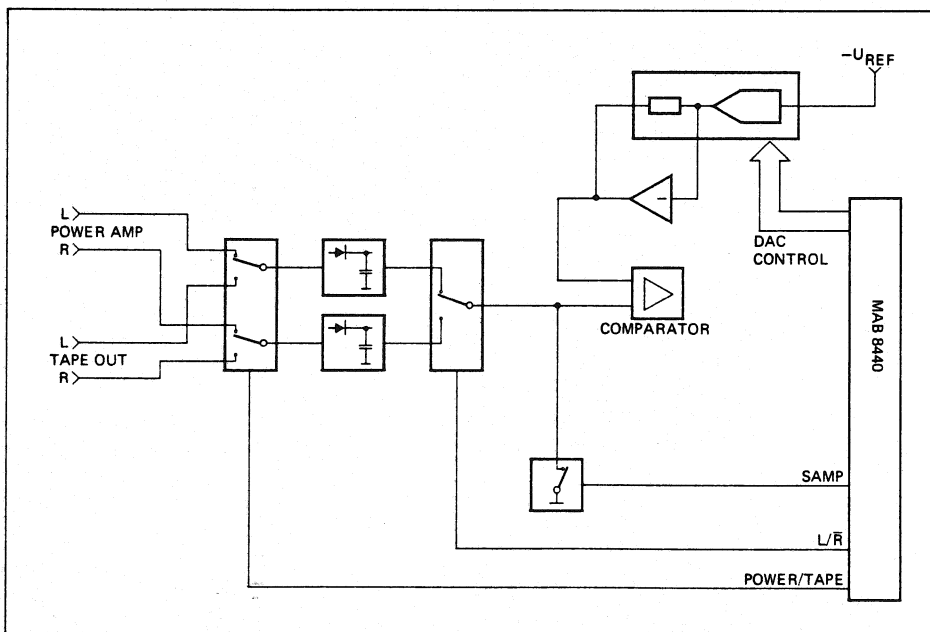 -U_REF
L
POWER AMP
R
DAC
CONTROL
MAB 8440
COMPARATOR
L
TAPE OUT
R
SAMP
L/R̅
POWER/TAPE